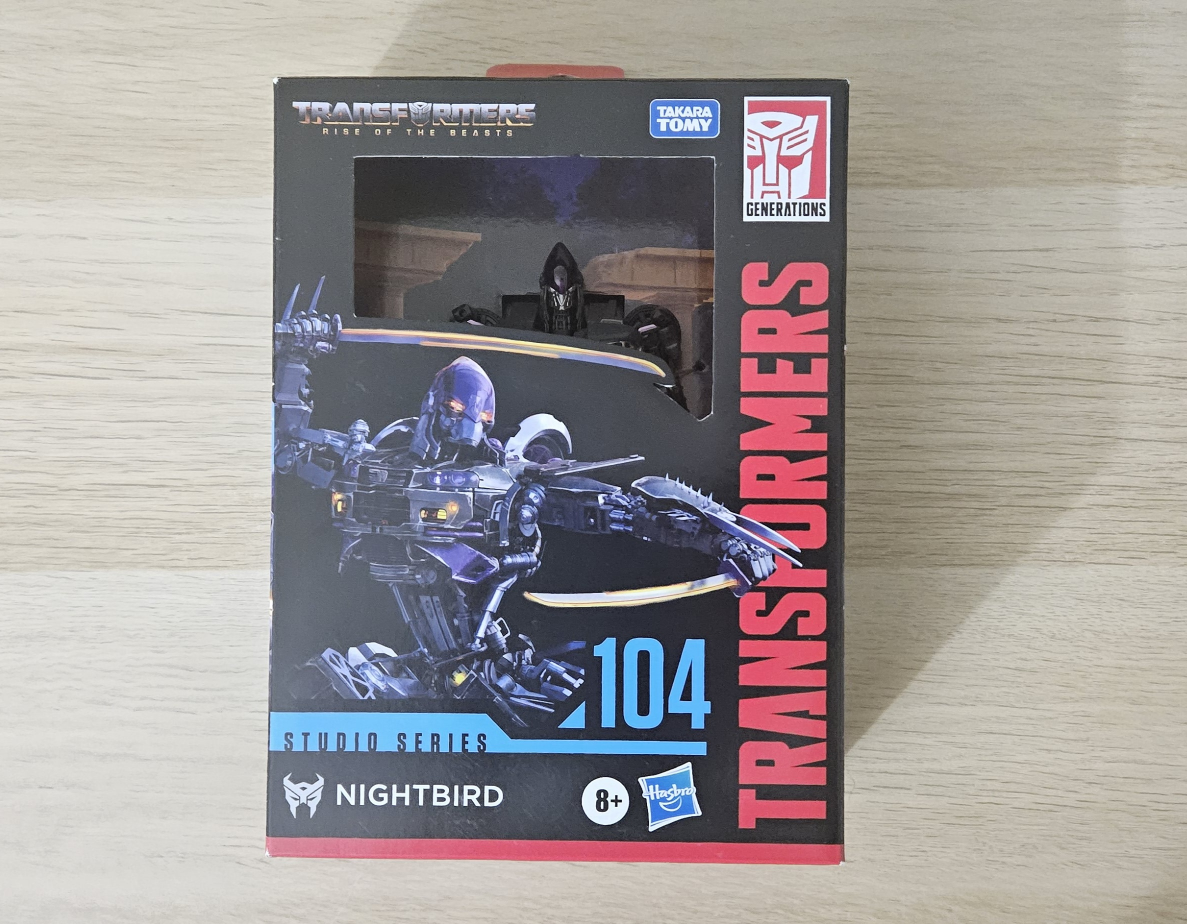 TRANSFORMERS
RISE OF THE BEASTS
TAKARA
TOMY
GENERATIONS
TRANSFORMERS
104
STUDIO SERIES
NIGHTBIRD
8+
Hasbro